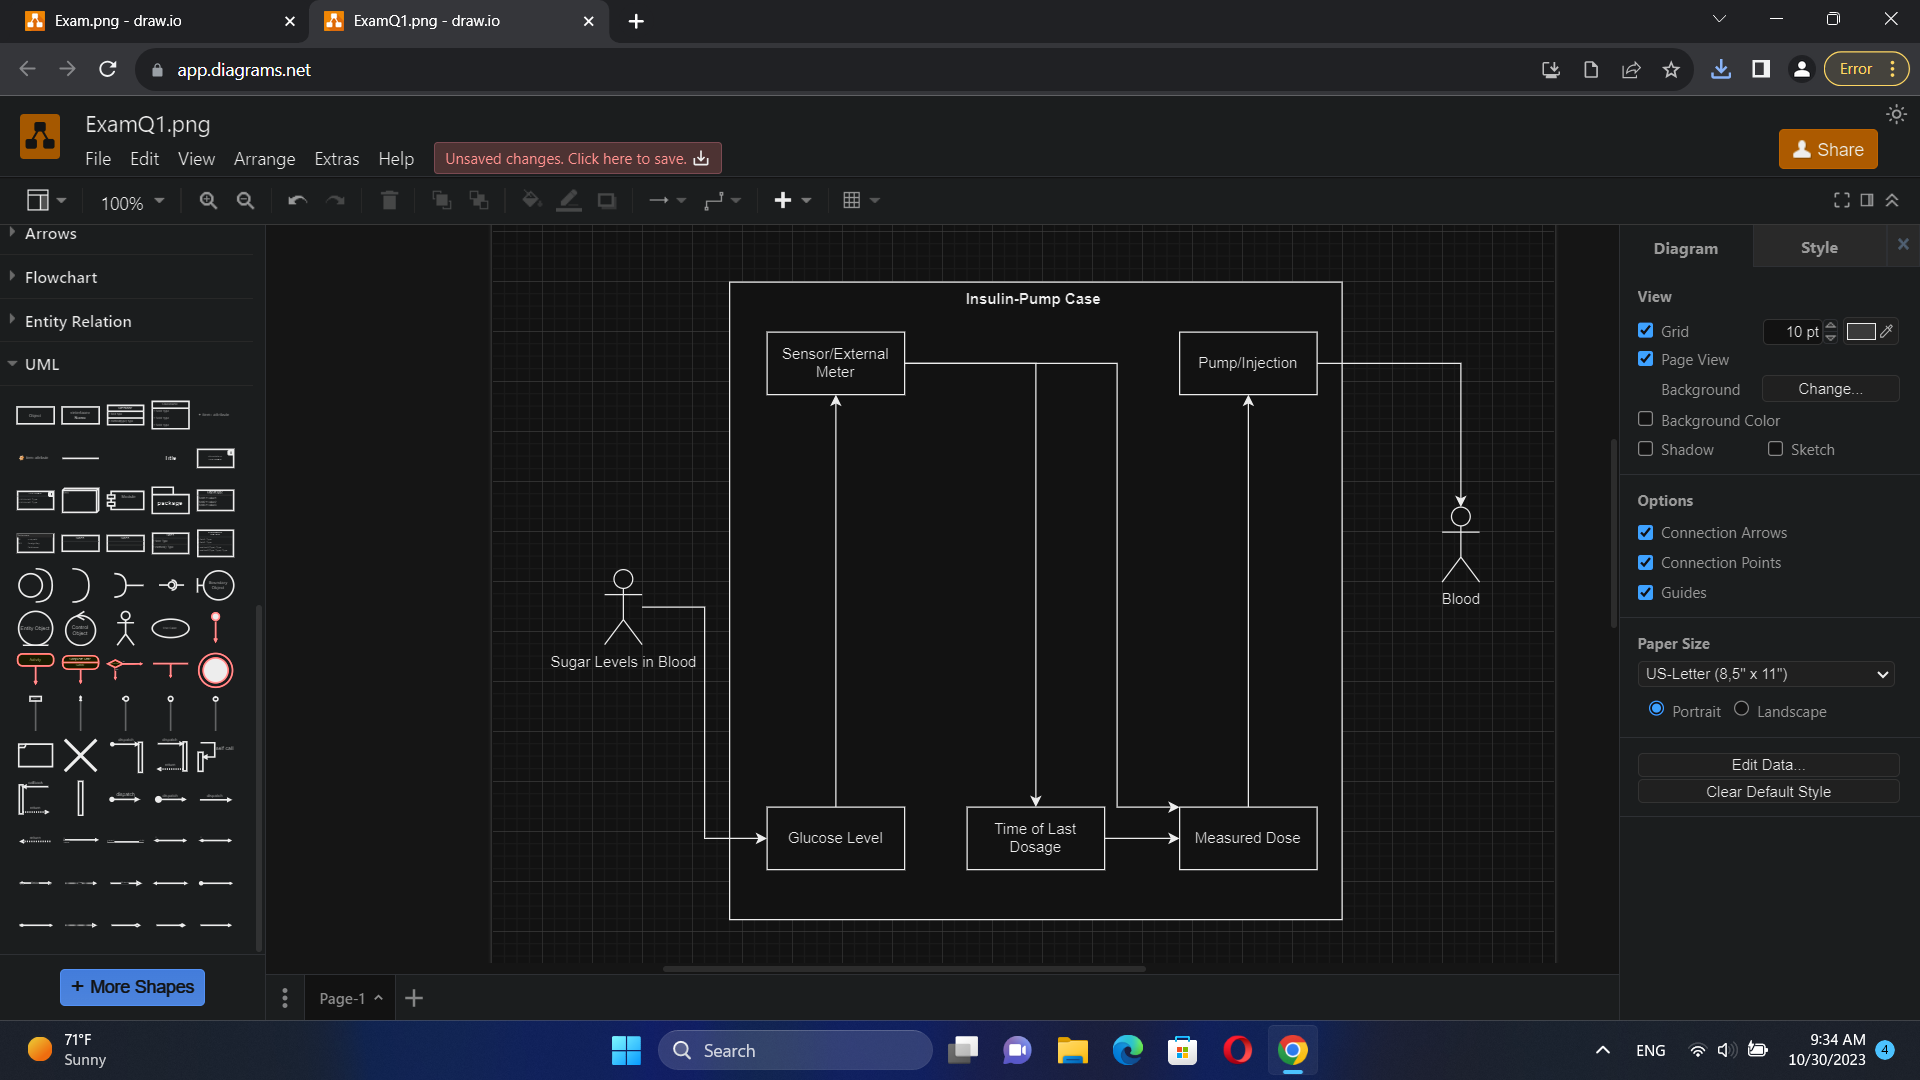 Exam.png - draw.io
ExamQ1.png - draw.io
app.diagrams.net
Error
ExamQ1.png
File Edit View Arrange Extras Help
Unsaved changes. Click here to save.
Share
100%
Arrows
Flowchart
Entity Relation
UML
Title
package
More Shapes
Insulin-Pump Case
Sensor/External
Meter
Pump/Injection
Sugar Levels in Blood
Blood
Glucose Level
Time of Last
Dosage
Measured Dose
Page-1
Diagram
Style
View
Grid
10 pt
Page View
Background
Change...
Background Color
Shadow
Sketch
Options
Connection Arrows
Connection Points
Guides
Paper Size
US-Letter (8,5" x 11")
Portrait
Landscape
Edit Data...
Clear Default Style
71°F
Sunny
Search
ENG
9:34 AM
10/30/2023
4